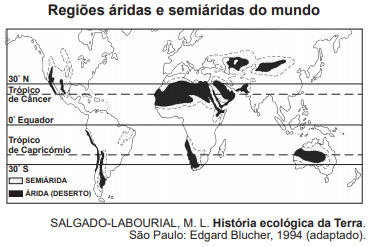 Regiões áridas e semiáridas do mundo
30° N
Trópico
de Câncer
0° Equador
Trópico
de Capricórnio
30° S
SEMIÁRIDA
ÁRIDA (DESERTO)
SALGADO-LABOURIAL, M. L. História ecológica da Terra.
São Paulo: Edgard Blucher, 1994 (adaptado).